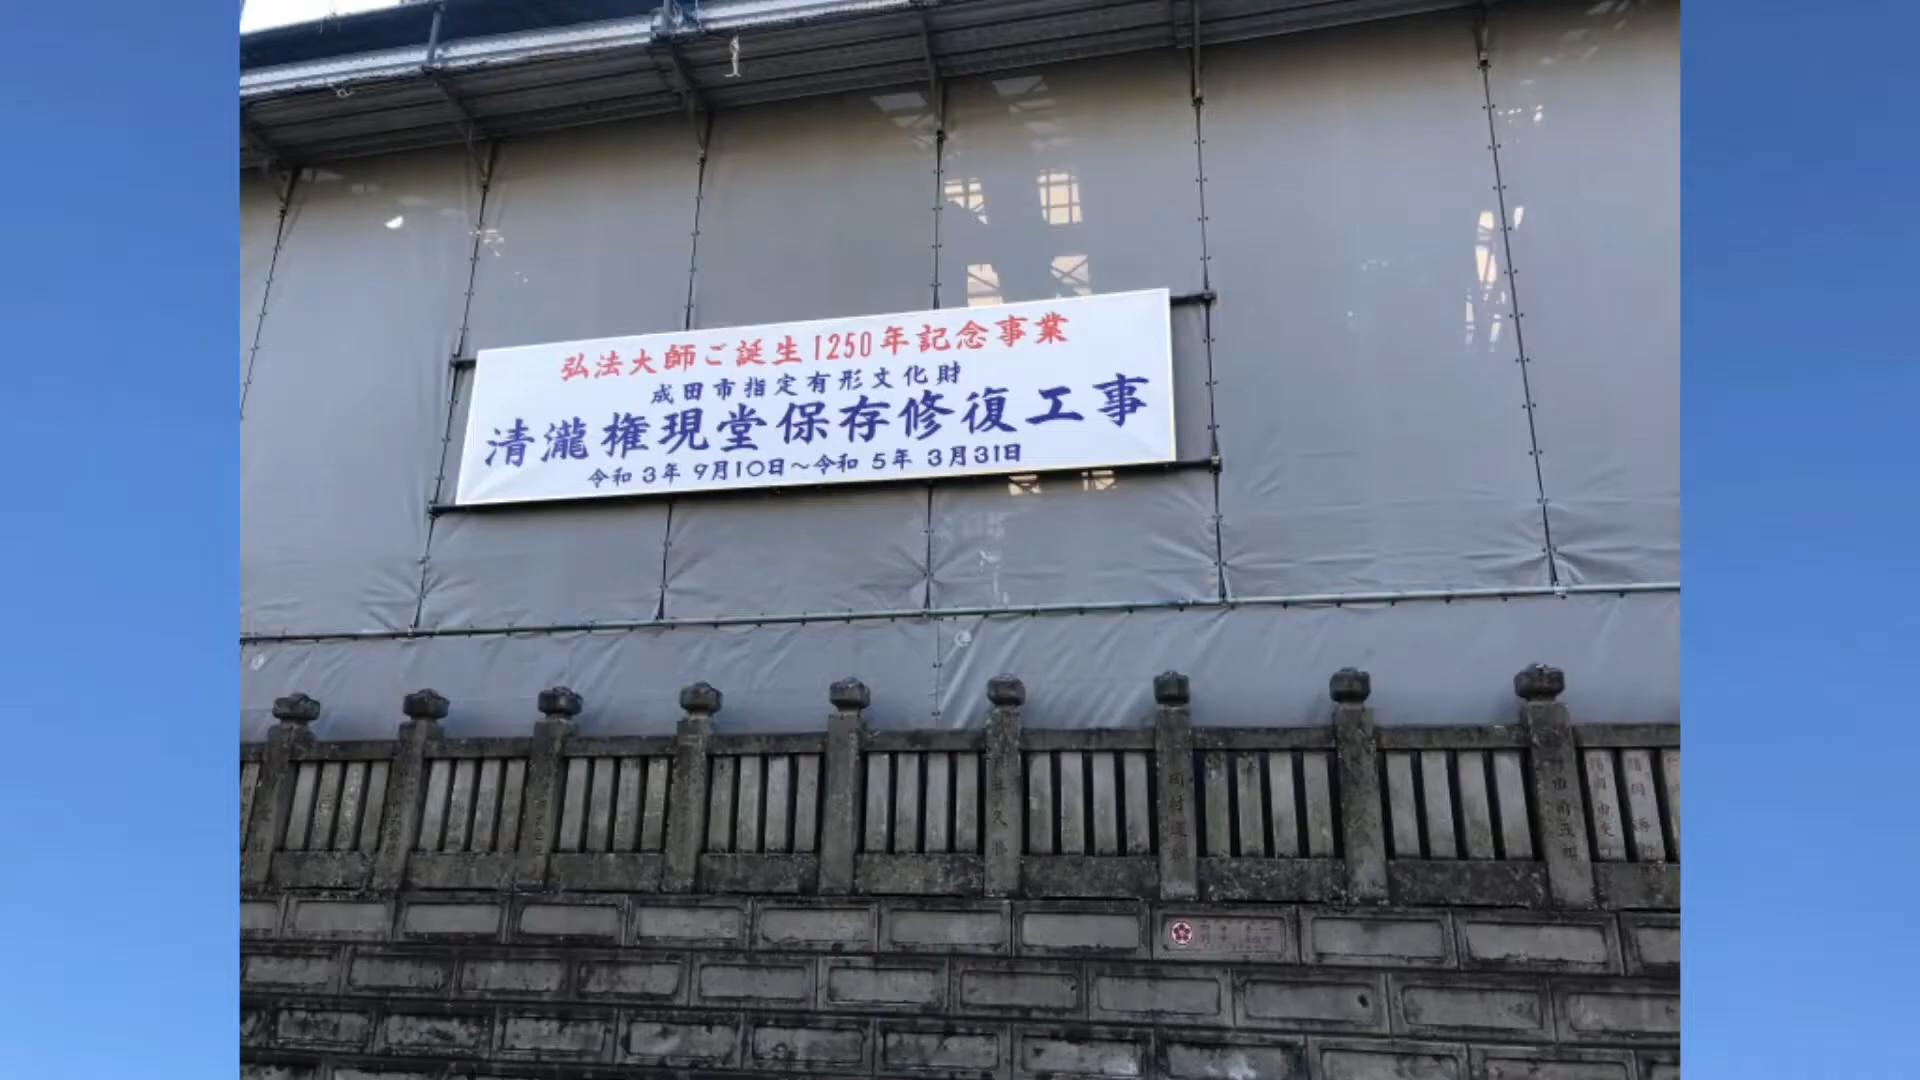 弘法大師ご誕生1250年記念事業
成田市指定有形文化財
清瀧権現堂保存修復工事
令和3年 9月10日～令和5年 3月31日